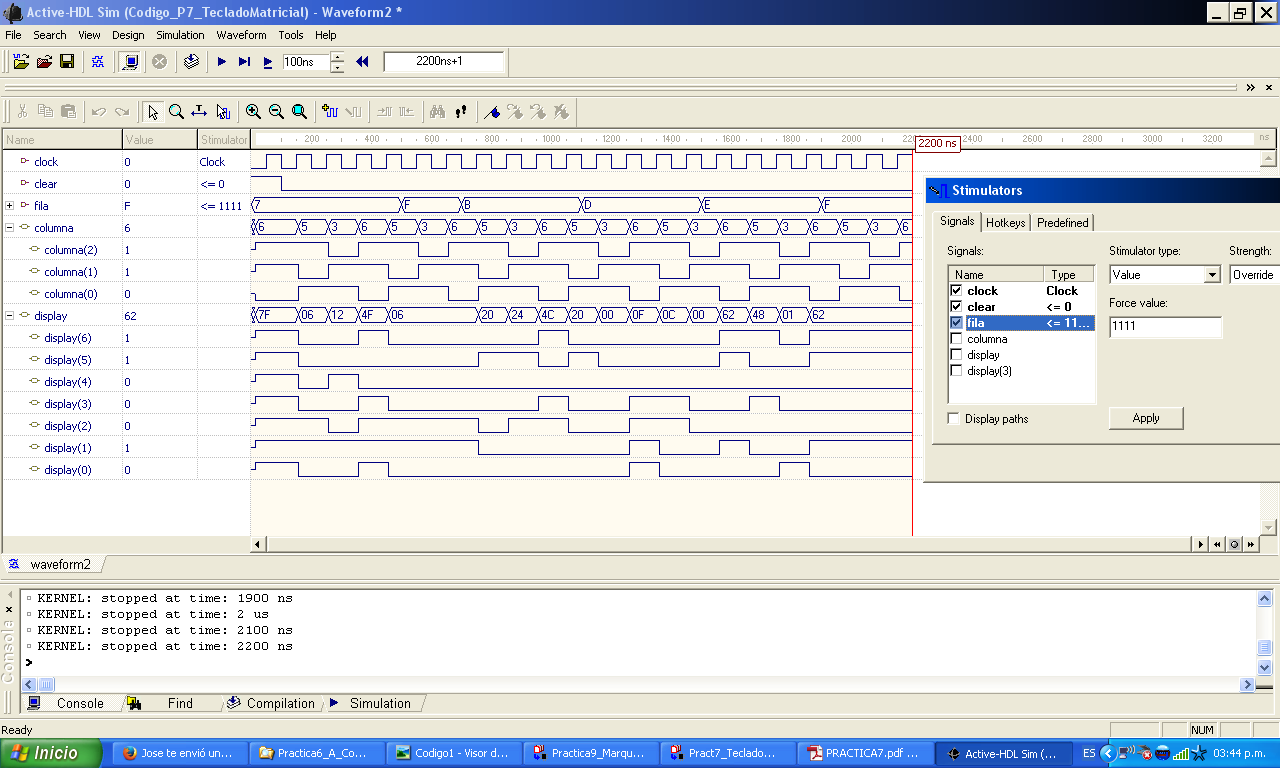 Active-HDL Sim (Codigo_P7_TecladoMatricial) - Waveform2 *
File Search View Design Simulation Waveform Tools Help
100ns 2200ns+1
Name Value Stimulator 200 400 600 800 1000 1200 1400 1600 1800 2000 2400 2600 2800 3000 3200 ns
2200 ns
clock 0 Clock
clear 0 <= 0
fila F <= 1111 7 F B D E F
columna 6 6 5 3 6 5 3 6 5 3 6 5 3 6 5 3 6 5 3 6 5 3 6
columna(2) 1
columna(1) 1
columna(0) 0
display 62 7F 06 12 4F 06 20 24 4C 20 00 0F 0C 00 62 48 01 62
display(6) 1
display(5) 1
display(4) 0
display(3) 0
display(2) 0
display(1) 1
display(0) 0
Stimulators
Signals Hotkeys Predefined
Signals: Stimulator type: Strength:
Name Type Value Override
clock Clock
clear <= 0 Force value:
fila <= 11... 1111
columna
display
display(3)
Display paths Apply
waveform2
KERNEL: stopped at time: 1900 ns
KERNEL: stopped at time: 2 us
KERNEL: stopped at time: 2100 ns
KERNEL: stopped at time: 2200 ns
>
Consola
Console Find Compilation Simulation
Ready NUM
Inicio Jose te envió un... Practica6_A_Co... Codigo1 - Visor d... Practica9_Marqu... Pract7_Teclado... PRACTICA7.pdf ... Active-HDL Sim (... ES 03:44 p.m.